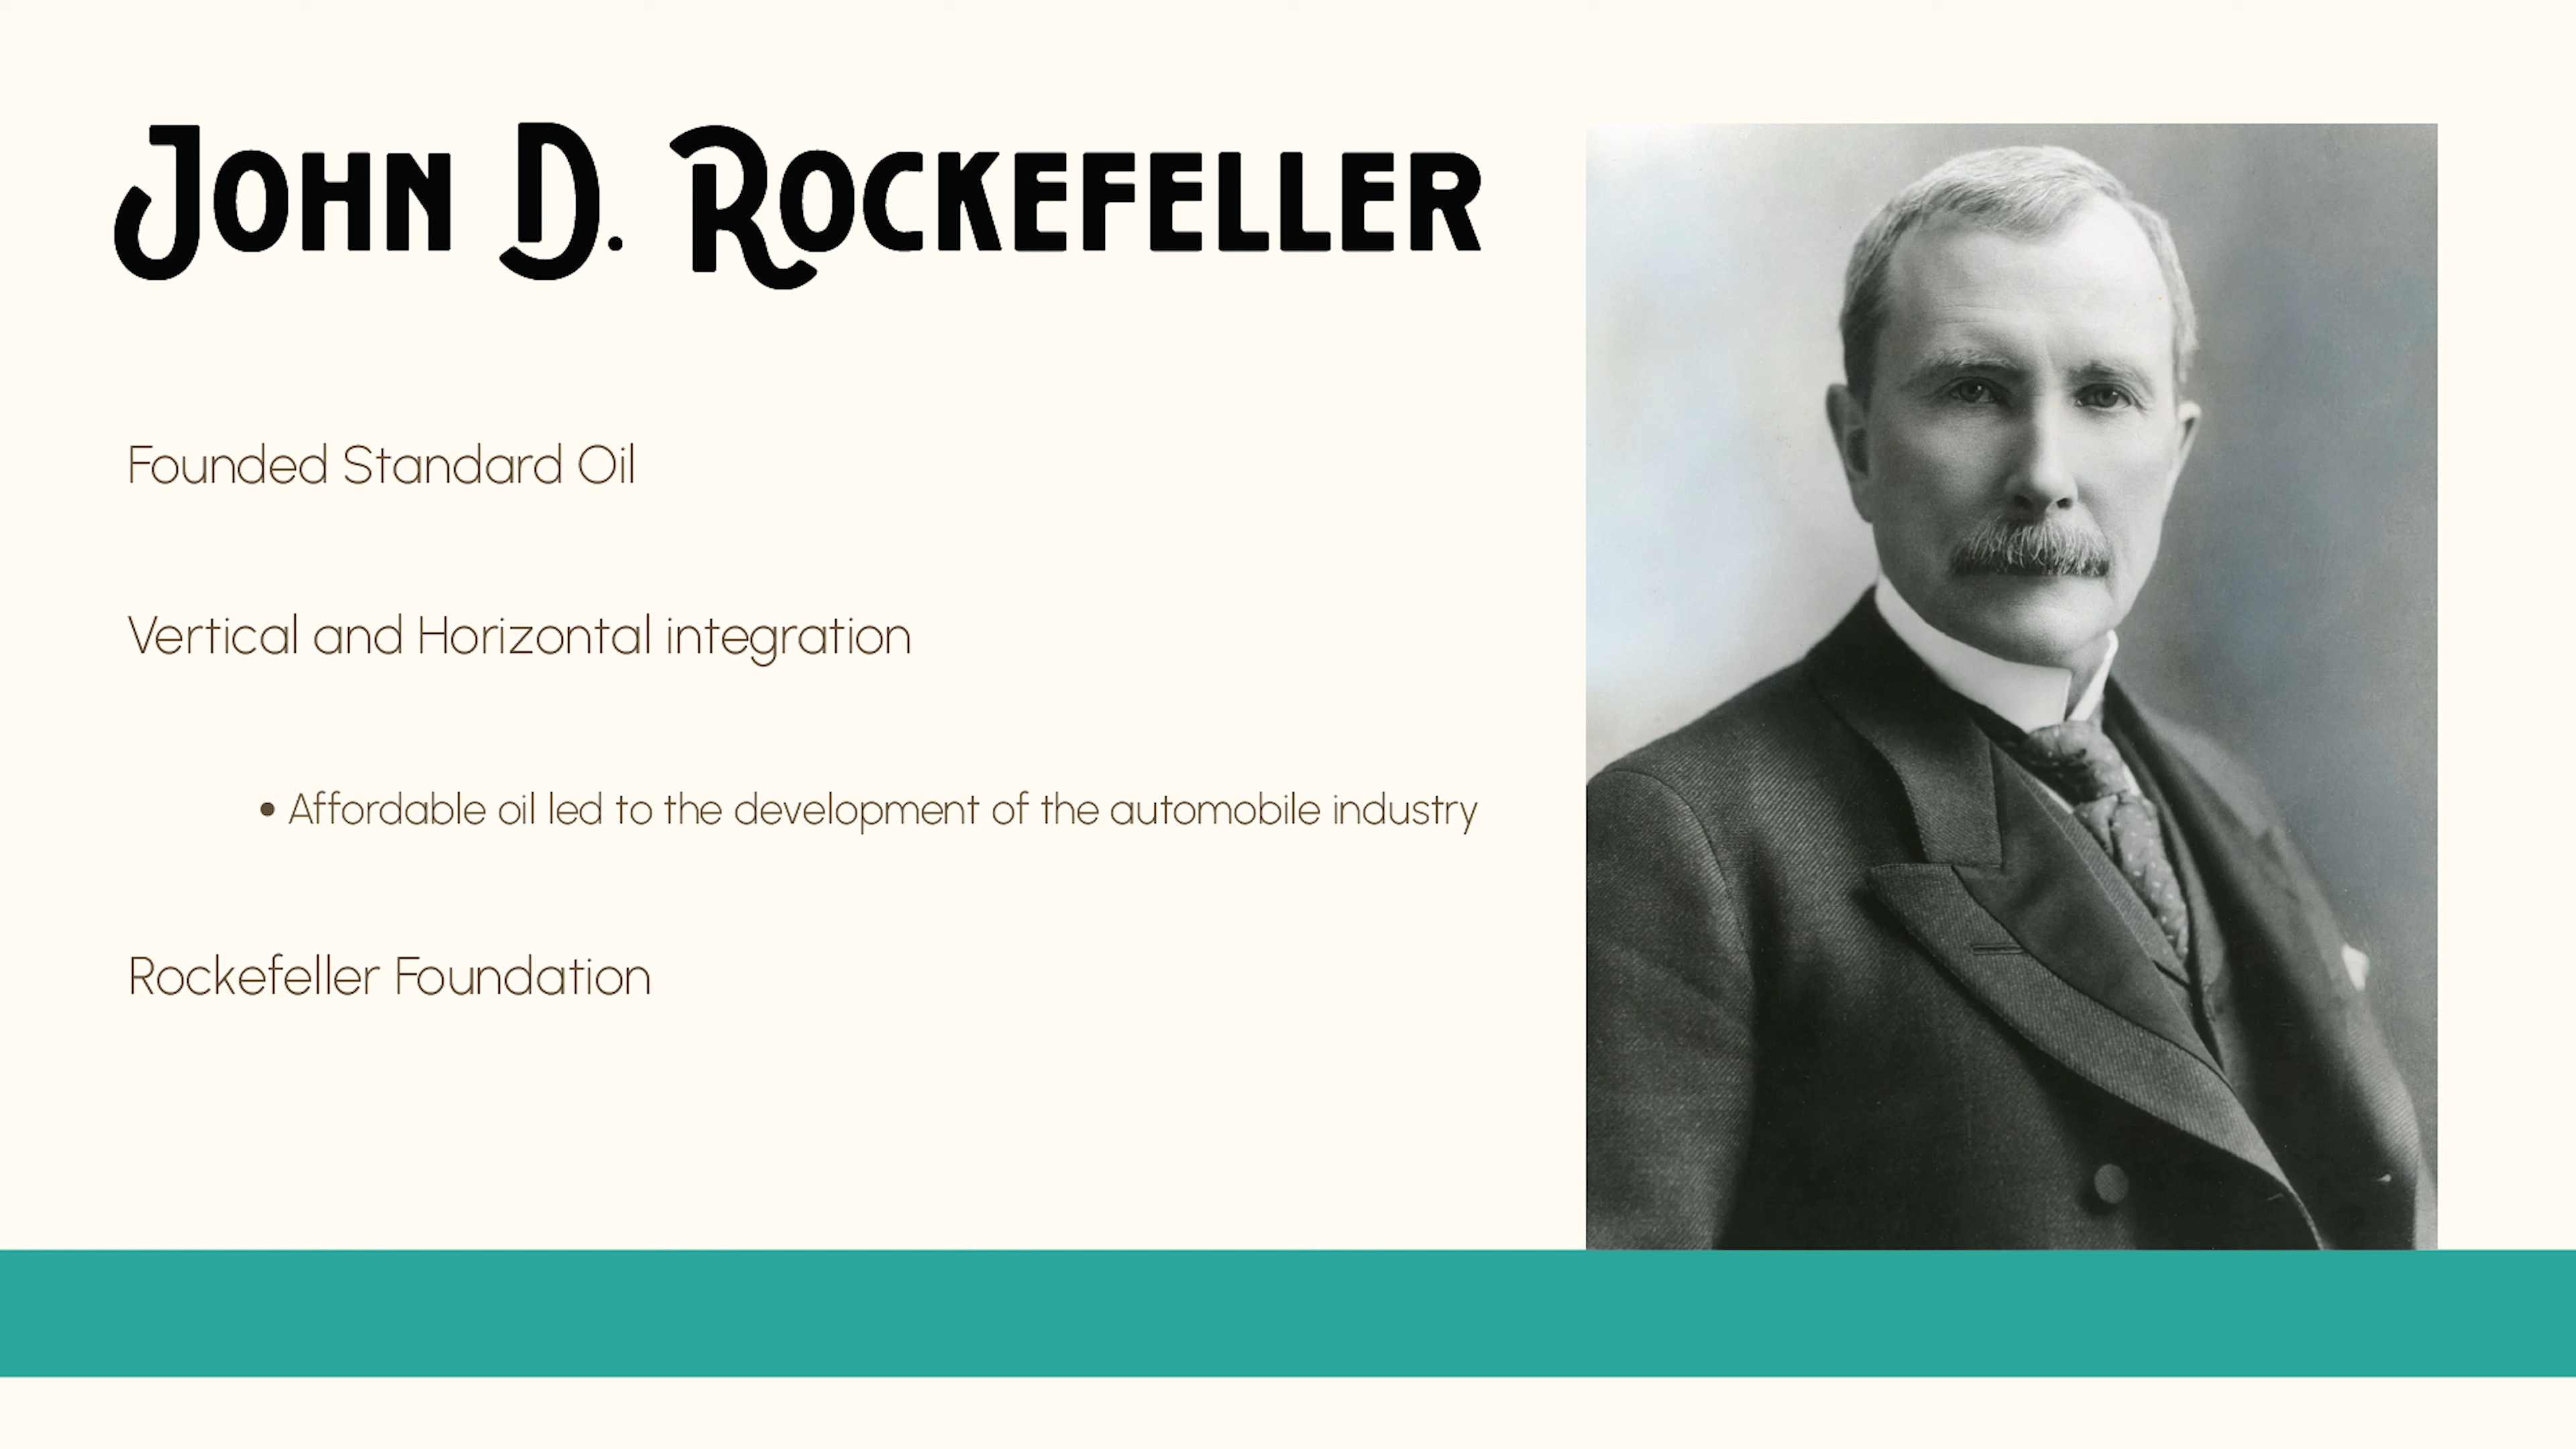 John D. Rockefeller
Founded Standard Oil
Vertical and Horizontal integration
• Affordable oil led to the development of the automobile industry
Rockefeller Foundation